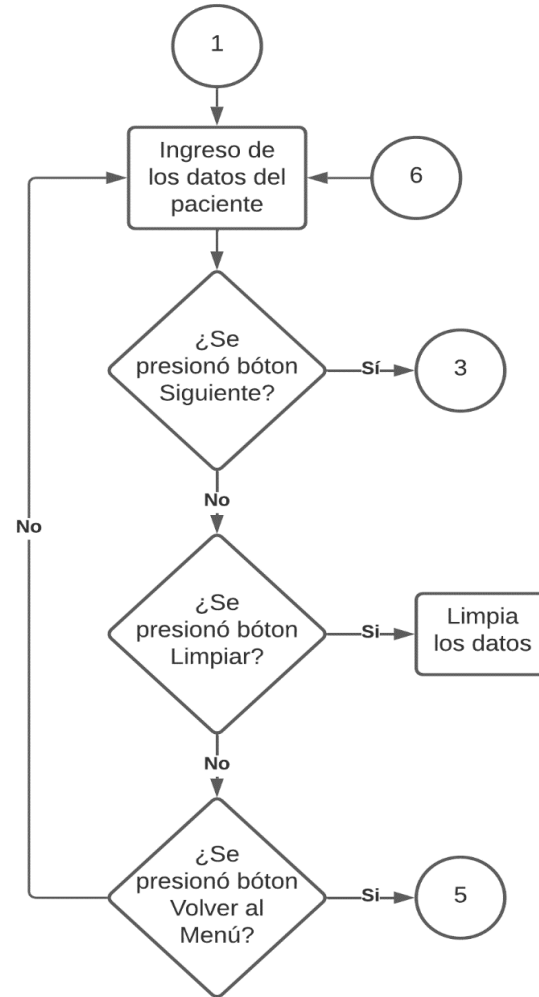 1
Ingreso de
los datos del
paciente
6
¿Se
presionó bóton
Siguiente?
Sí
3
No
No
¿Se
presionó bóton
Limpiar?
Si
Limpia
los datos
No
¿Se
presionó bóton
Volver al
Menú?
Si
5